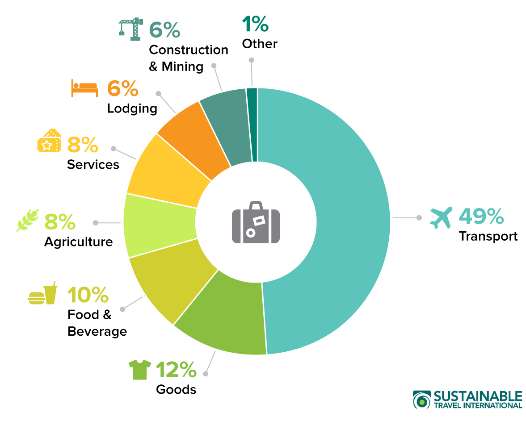 1%
Other
49%
Transport
12%
Goods
10%
Food &
Beverage
8%
Agriculture
8%
Services
6%
Lodging
6%
Construction
& Mining
SUSTAINABLE
TRAVEL INTERNATIONAL